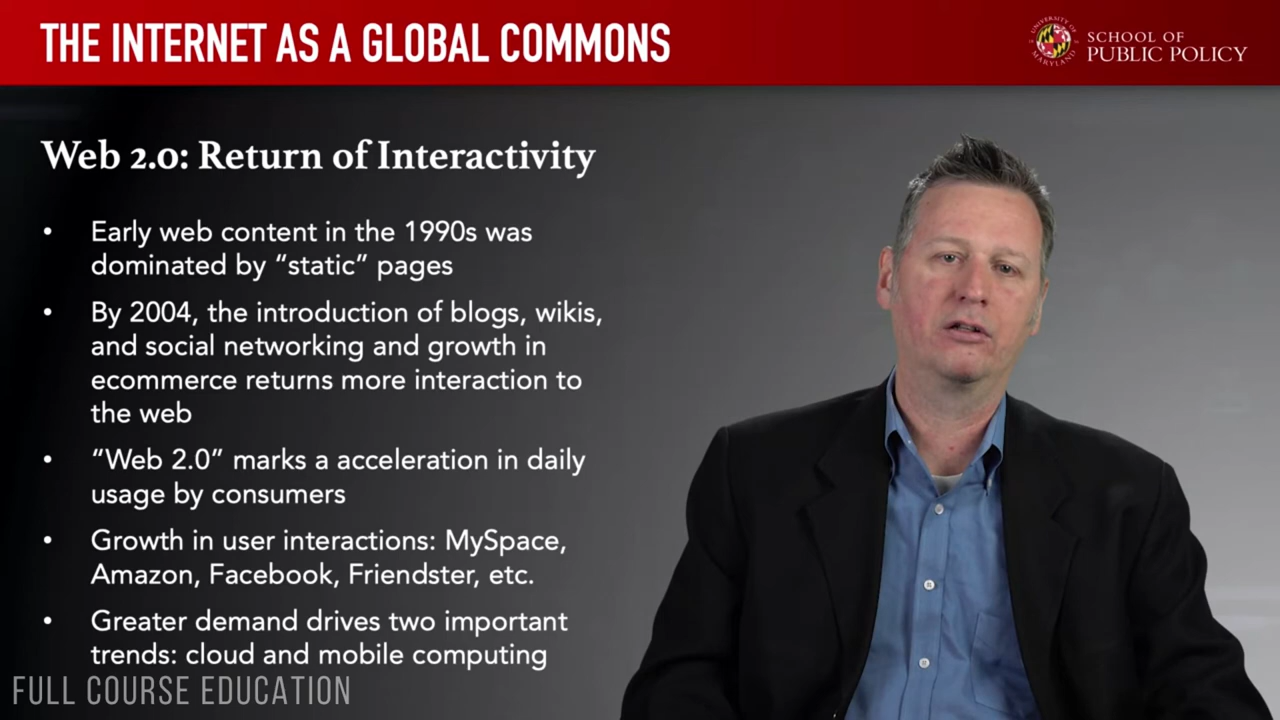 THE INTERNET AS A GLOBAL COMMONS
UNIVERSITY OF
MARYLAND
SCHOOL OF
PUBLIC POLICY
Web 2.0: Return of Interactivity
• Early web content in the 1990s was
dominated by “static” pages
• By 2004, the introduction of blogs, wikis,
and social networking and growth in
ecommerce returns more interaction to
the web
• “Web 2.0” marks a acceleration in daily
usage by consumers
• Growth in user interactions: MySpace,
Amazon, Facebook, Friendster, etc.
• Greater demand drives two important
trends: cloud and mobile computing
FULL COURSE EDUCATION